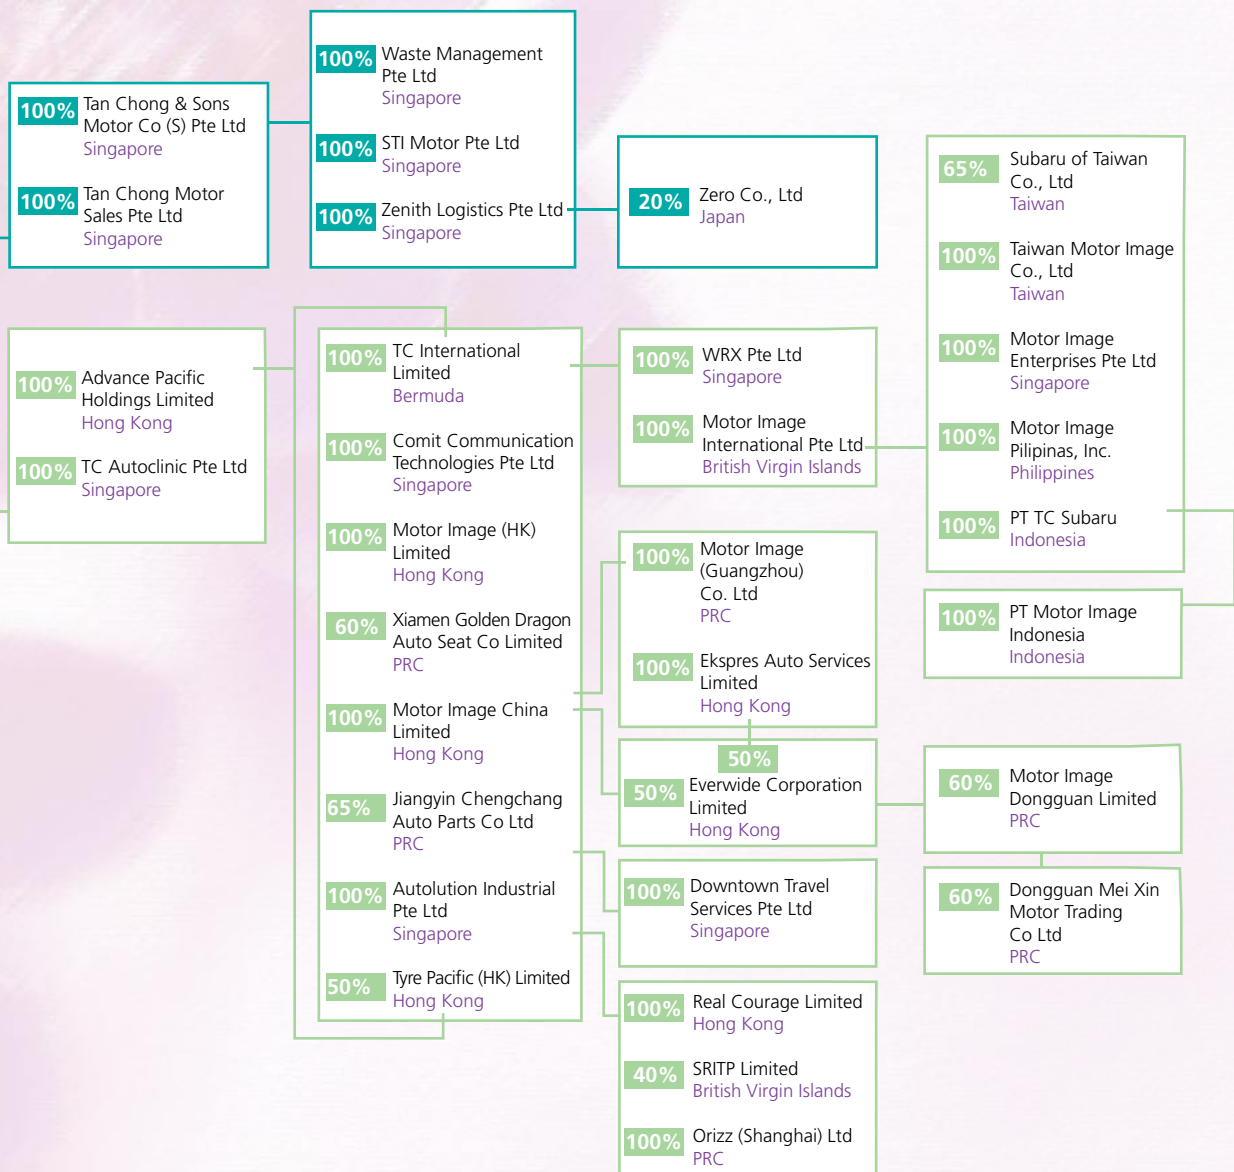 100% Tan Chong & Sons
Motor Co (S) Pte Ltd
Singapore
100% Tan Chong Motor
Sales Pte Ltd
Singapore
100% Waste Management
Pte Ltd
Singapore
100% STI Motor Pte Ltd
Singapore
100% Zenith Logistics Pte Ltd
Singapore
20% Zero Co., Ltd
Japan
100% Advance Pacific
Holdings Limited
Hong Kong
100% TC Autoclinic Pte Ltd
Singapore
100% TC International
Limited
Bermuda
100% Comit Communication
Technologies Pte Ltd
Singapore
100% Motor Image (HK)
Limited
Hong Kong
60% Xiamen Golden Dragon
Auto Seat Co Limited
PRC
100% Motor Image China
Limited
Hong Kong
65% Jiangyin Chengchang
Auto Parts Co Ltd
PRC
100% Autolution Industrial
Pte Ltd
Singapore
50% Tyre Pacific (HK) Limited
Hong Kong
100% WRX Pte Ltd
Singapore
100% Motor Image
International Pte Ltd
British Virgin Islands
100% Motor Image
(Guangzhou)
Co. Ltd
PRC
100% Ekspres Auto Services
Limited
Hong Kong
50%
50% Everwide Corporation
Limited
Hong Kong
100% Downtown Travel
Services Pte Ltd
Singapore
100% Real Courage Limited
Hong Kong
40% SRITP Limited
British Virgin Islands
100% Orizz (Shanghai) Ltd
PRC
65% Subaru of Taiwan
Co., Ltd
Taiwan
100% Taiwan Motor Image
Co., Ltd
Taiwan
100% Motor Image
Enterprises Pte Ltd
Singapore
100% Motor Image
Pilipinas, Inc.
Philippines
100% PT TC Subaru
Indonesia
100% PT Motor Image
Indonesia
Indonesia
60% Motor Image
Dongguan Limited
PRC
60% Dongguan Mei Xin
Motor Trading
Co Ltd
PRC